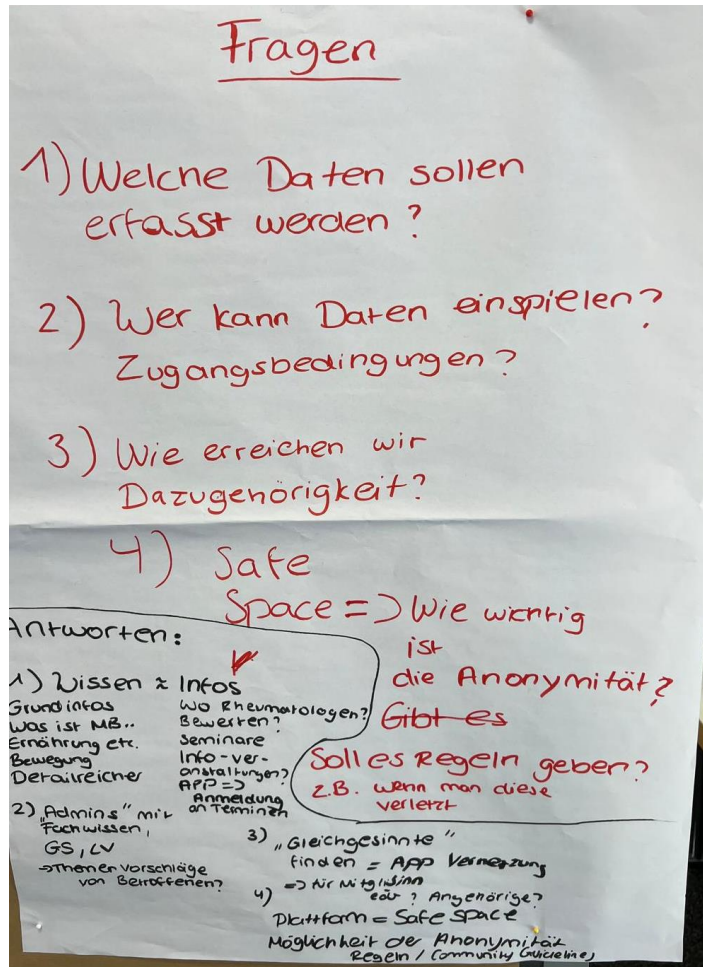 Fragen
1) Welche Daten sollen
erfasst werden?
2) Wer kann Daten einspielen?
Zugangsbedingungen?
3) Wie erreichen wir
Dazugehörigkeit?
4) Safe
Space => Wie wichtig
ist
die Anonymität?
Gibt es
Soll es Regeln geben?
z.B. wenn man diese
verletzt
Antworten:
1) Wissen & Infos
Grundinfos
Was ist MB..
Ernährung etc.
Bewegung
Detailreicher
Wo Rheumatologen?
Bewerten?
Seminare
Info-ver-
anstaltungen?
APP =>
Anmeldung
an Terminen
2) „Admins" mit
Fachwissen,
GS, LV
=> Themenvorschläge
von Betroffenen?
3) „Gleichgesinnte"
finden = APP Vernetzung
=> für
? Angehörige?
4)
Plattform = Safe Space
Möglichkeit der Anonymität
Regeln / Community Guidelines